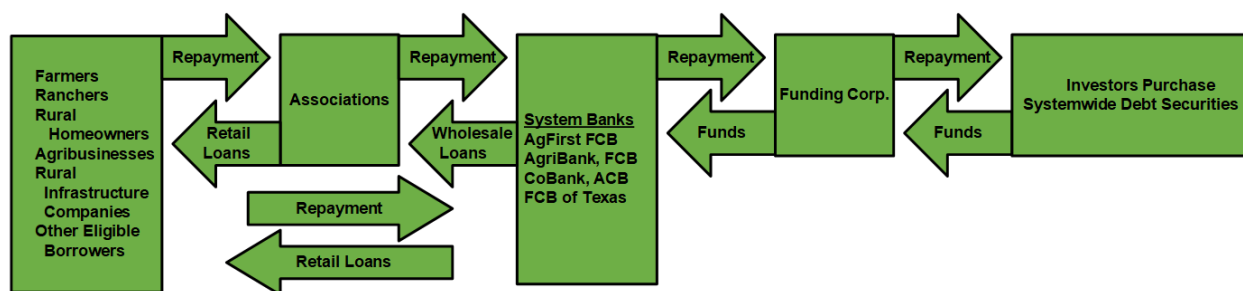 Farmers
Ranchers
Rural
Homeowners
Agribusinesses
Rural
Infrastructure
Companies
Other Eligible
Borrowers
Repayment
Retail
Loans
Associations
Repayment
Wholesale
Loans
Repayment
Retail Loans
System Banks
AgFirst FCB
AgriBank, FCB
CoBank, ACB
FCB of Texas
Repayment
Funds
Funding Corp.
Repayment
Funds
Investors Purchase
Systemwide Debt Securities